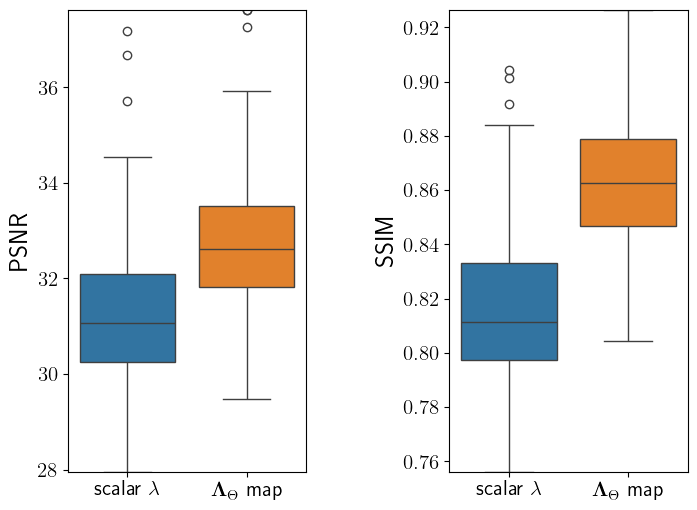 PSNR
36
34
32
30
28
scalar λ
Λ_Θ map
SSIM
0.92
0.90
0.88
0.86
0.84
0.82
0.80
0.78
0.76
scalar λ
Λ_Θ map